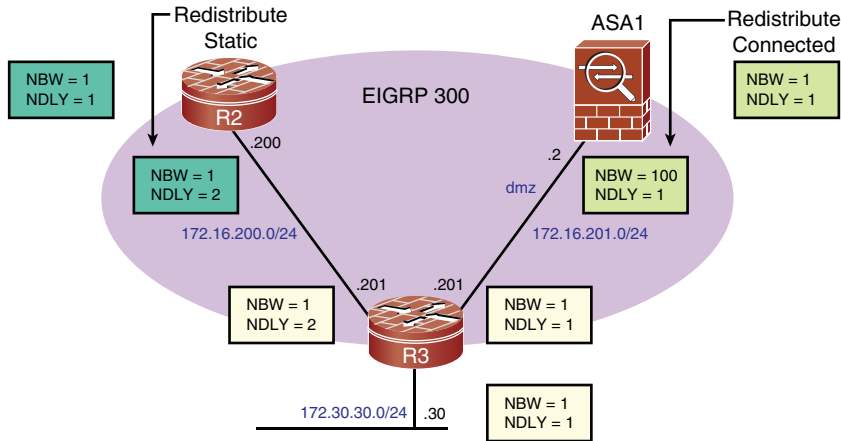 Redistribute
Static
ASA1
Redistribute
Connected
NBW = 1
NDLY = 1
EIGRP 300
NBW = 1
NDLY = 1
R2
.200
.2
NBW = 1
NDLY = 2
dmz
NBW = 100
NDLY = 1
172.16.200.0/24
172.16.201.0/24
.201
.201
NBW = 1
NDLY = 2
NBW = 1
NDLY = 1
R3
172.30.30.0/24
.30
NBW = 1
NDLY = 1